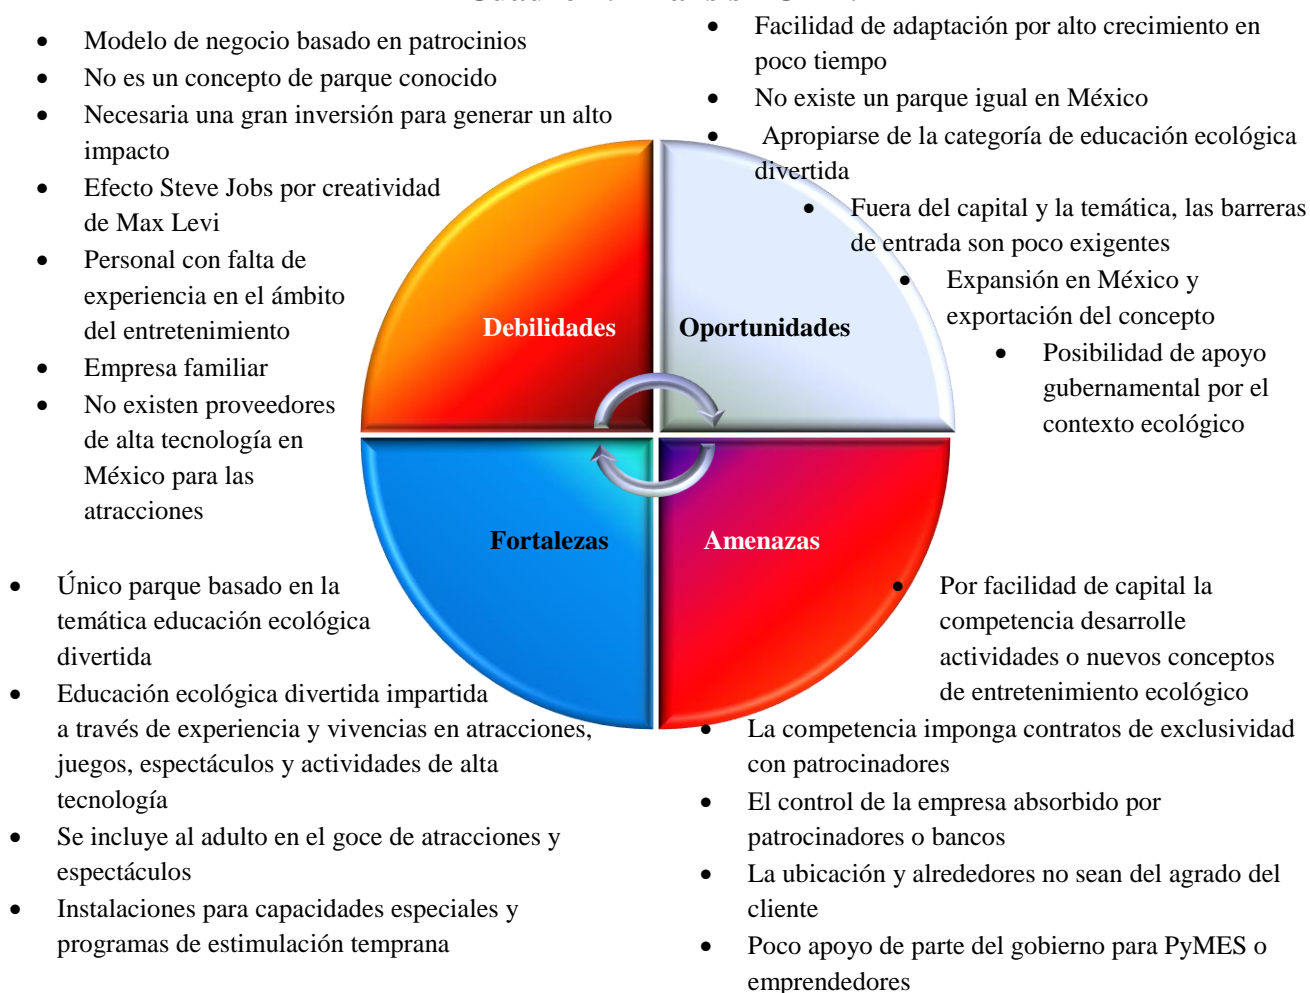 • Modelo de negocio basado en patrocinios
• No es un concepto de parque conocido
• Necesaria una gran inversión para generar un alto
impacto
• Efecto Steve Jobs por creatividad
de Max Levi
• Personal con falta de
experiencia en el ámbito
del entretenimiento
• Empresa familiar
• No existen proveedores
de alta tecnología en
México para las
atracciones
• Facilidad de adaptación por alto crecimiento en
poco tiempo
• No existe un parque igual en México
• Apropiarse de la categoría de educación ecológica
divertida
• Fuera del capital y la temática, las barreras
de entrada son poco exigentes
• Expansión en México y
exportación del concepto
• Posibilidad de apoyo
gubernamental por el
contexto ecológico
Debilidades
Oportunidades
Fortalezas
Amenazas
• Único parque basado en la
temática educación ecológica
divertida
• Educación ecológica divertida impartida
a través de experiencia y vivencias en atracciones,
juegos, espectáculos y actividades de alta
tecnología
• Se incluye al adulto en el goce de atracciones y
espectáculos
• Instalaciones para capacidades especiales y
programas de estimulación temprana
• Por facilidad de capital la
competencia desarrolle
actividades o nuevos conceptos
de entretenimiento ecológico
• La competencia imponga contratos de exclusividad
con patrocinadores
• El control de la empresa absorbido por
patrocinadores o bancos
• La ubicación y alrededores no sean del agrado del
cliente
• Poco apoyo de parte del gobierno para PyMES o
emprendedores